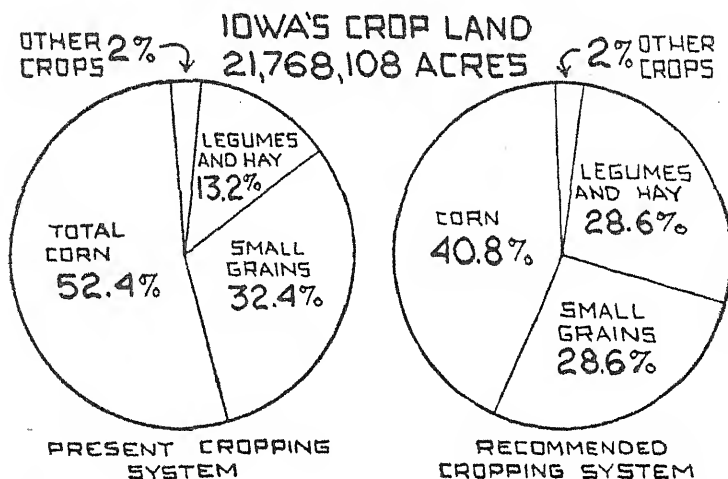 IOWA'S CROP LAND
21,768,108 ACRES
OTHER 2%
CROPS
LEGUMES
AND HAY
13.2%
TOTAL
CORN
52.4%
SMALL
GRAINS
32.4%
PRESENT CROPPING
SYSTEM
2% OTHER
CROPS
LEGUMES
AND HAY
28.6%
CORN
40.8%
SMALL
GRAINS
28.6%
RECOMMENDED
CROPPING SYSTEM